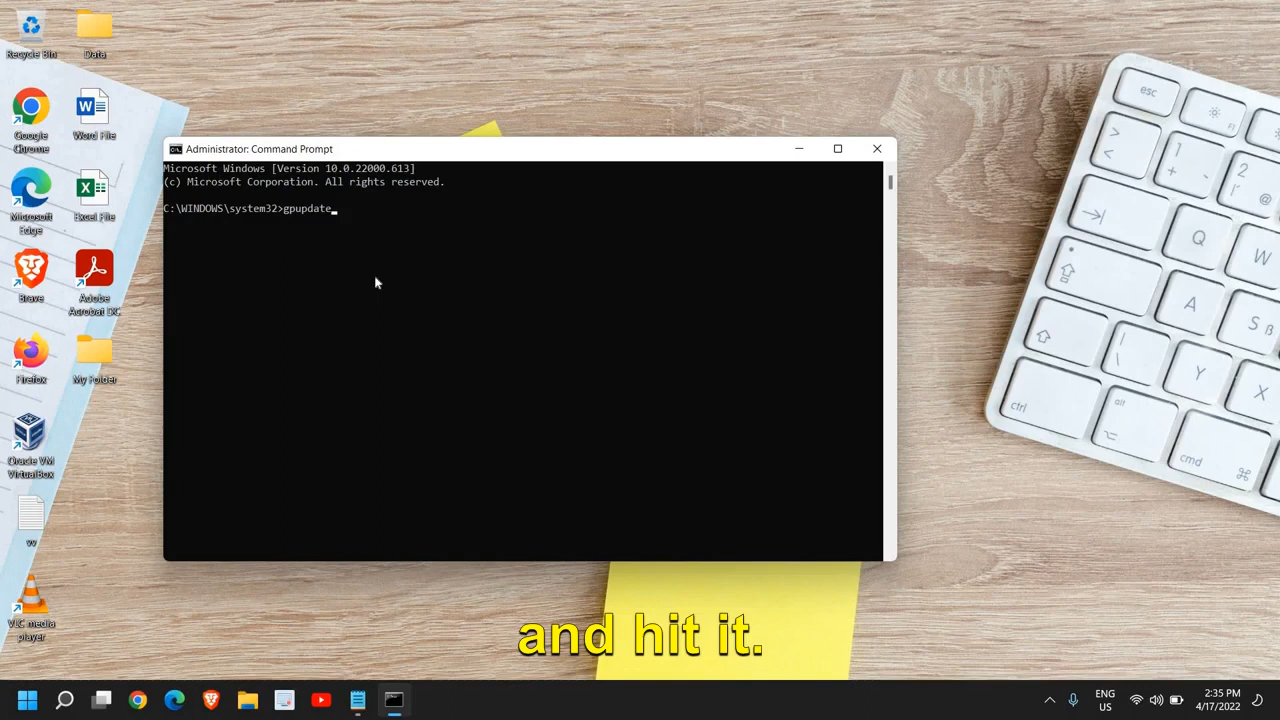 Recycle Bin
Data
Google
Chrome
Word File
Microsoft
Edge
Excel File
Brave
Adobe
Acrobat DC
Firefox
My Folder
Oracle VM
VirtualBox
vv
VLC media
player
Administrator: Command Prompt
Microsoft Windows [Version 10.0.22000.613]
(c) Microsoft Corporation. All rights reserved.
C:\WINDOWS\system32>gpupdate_
esc
Q
W
A
S
Y
X
ctrl
alt
cmd
and hit it.
ENG
US
2:35 PM
4/17/2022